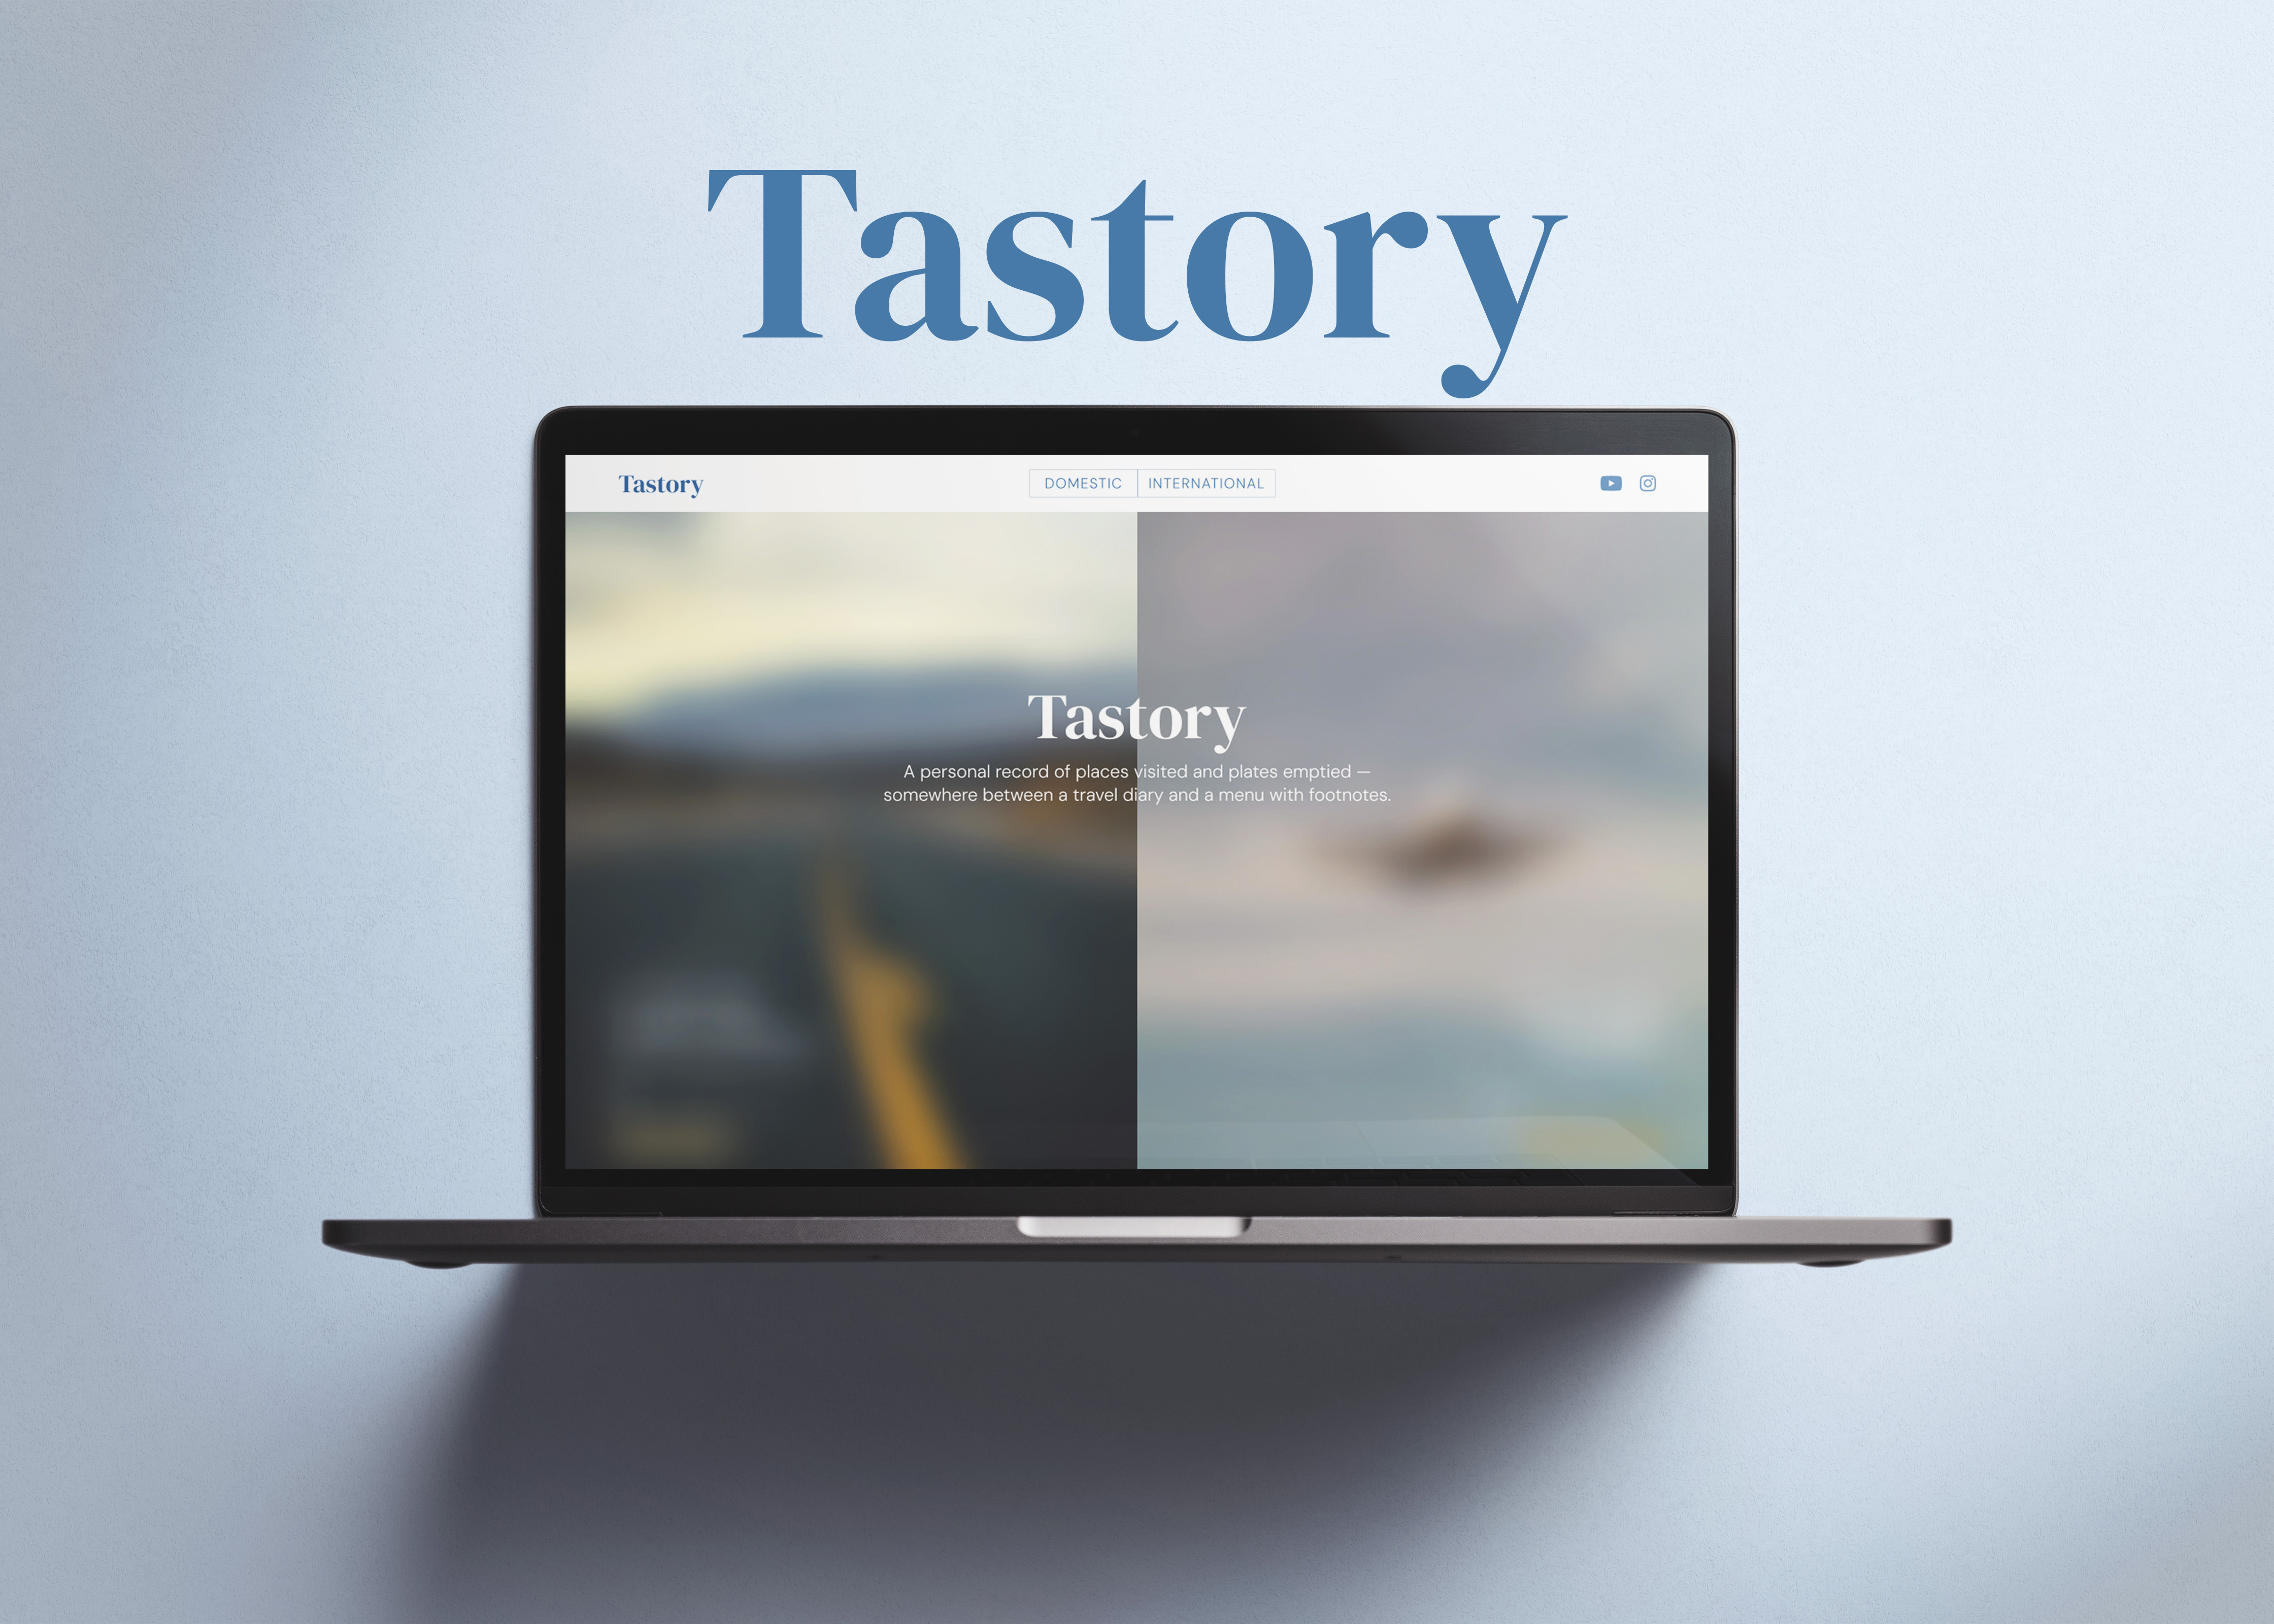 Tastory
Tastory
DOMESTIC INTERNATIONAL
Tastory
A personal record of places visited and plates emptied —
somewhere between a travel diary and a menu with footnotes.